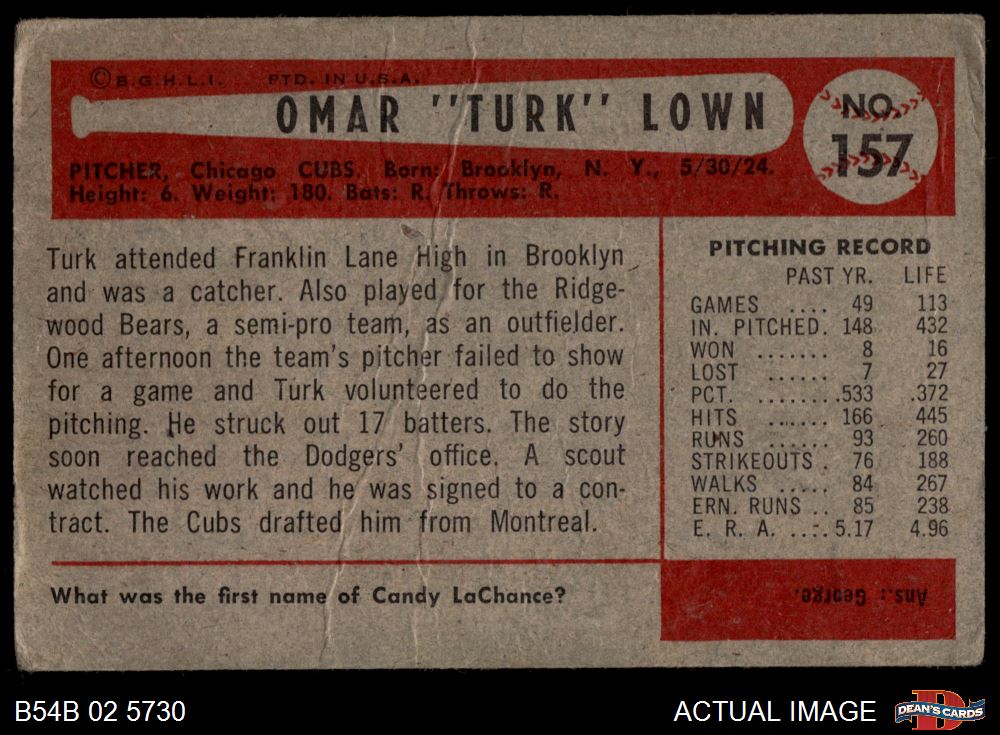 © B.G.H.L.I. PTD. IN U.S.A.
OMAR "TURK" LOWN
NO.
157
PITCHER, Chicago CUBS. Born: Brooklyn, N. Y., 5/30/24.
Height: 6. Weight: 180. Bats: R. Throws: R.
Turk attended Franklin Lane High in Brooklyn
and was a catcher. Also played for the Ridge-
wood Bears, a semi-pro team, as an outfielder.
One afternoon the team's pitcher failed to show
for a game and Turk volunteered to do the
pitching. He struck out 17 batters. The story
soon reached the Dodgers' office. A scout
watched his work and he was signed to a con-
tract. The Cubs drafted him from Montreal.
PITCHING RECORD
PAST YR. LIFE
GAMES .... 49 113
IN. PITCHED. 148 432
WON ....... 8 16
LOST ...... 7 27
PCT. ........533 .372
HITS ...... 166 445
RUNS ...... 93 260
STRIKEOUTS . 76 188
WALKS ..... 84 267
ERN. RUNS .. 85 238
E. R. A. ....5.17 4.96
What was the first name of Candy LaChance?
Ans.: George.
B54B 02 5730
ACTUAL IMAGE
DEAN'S CARDS